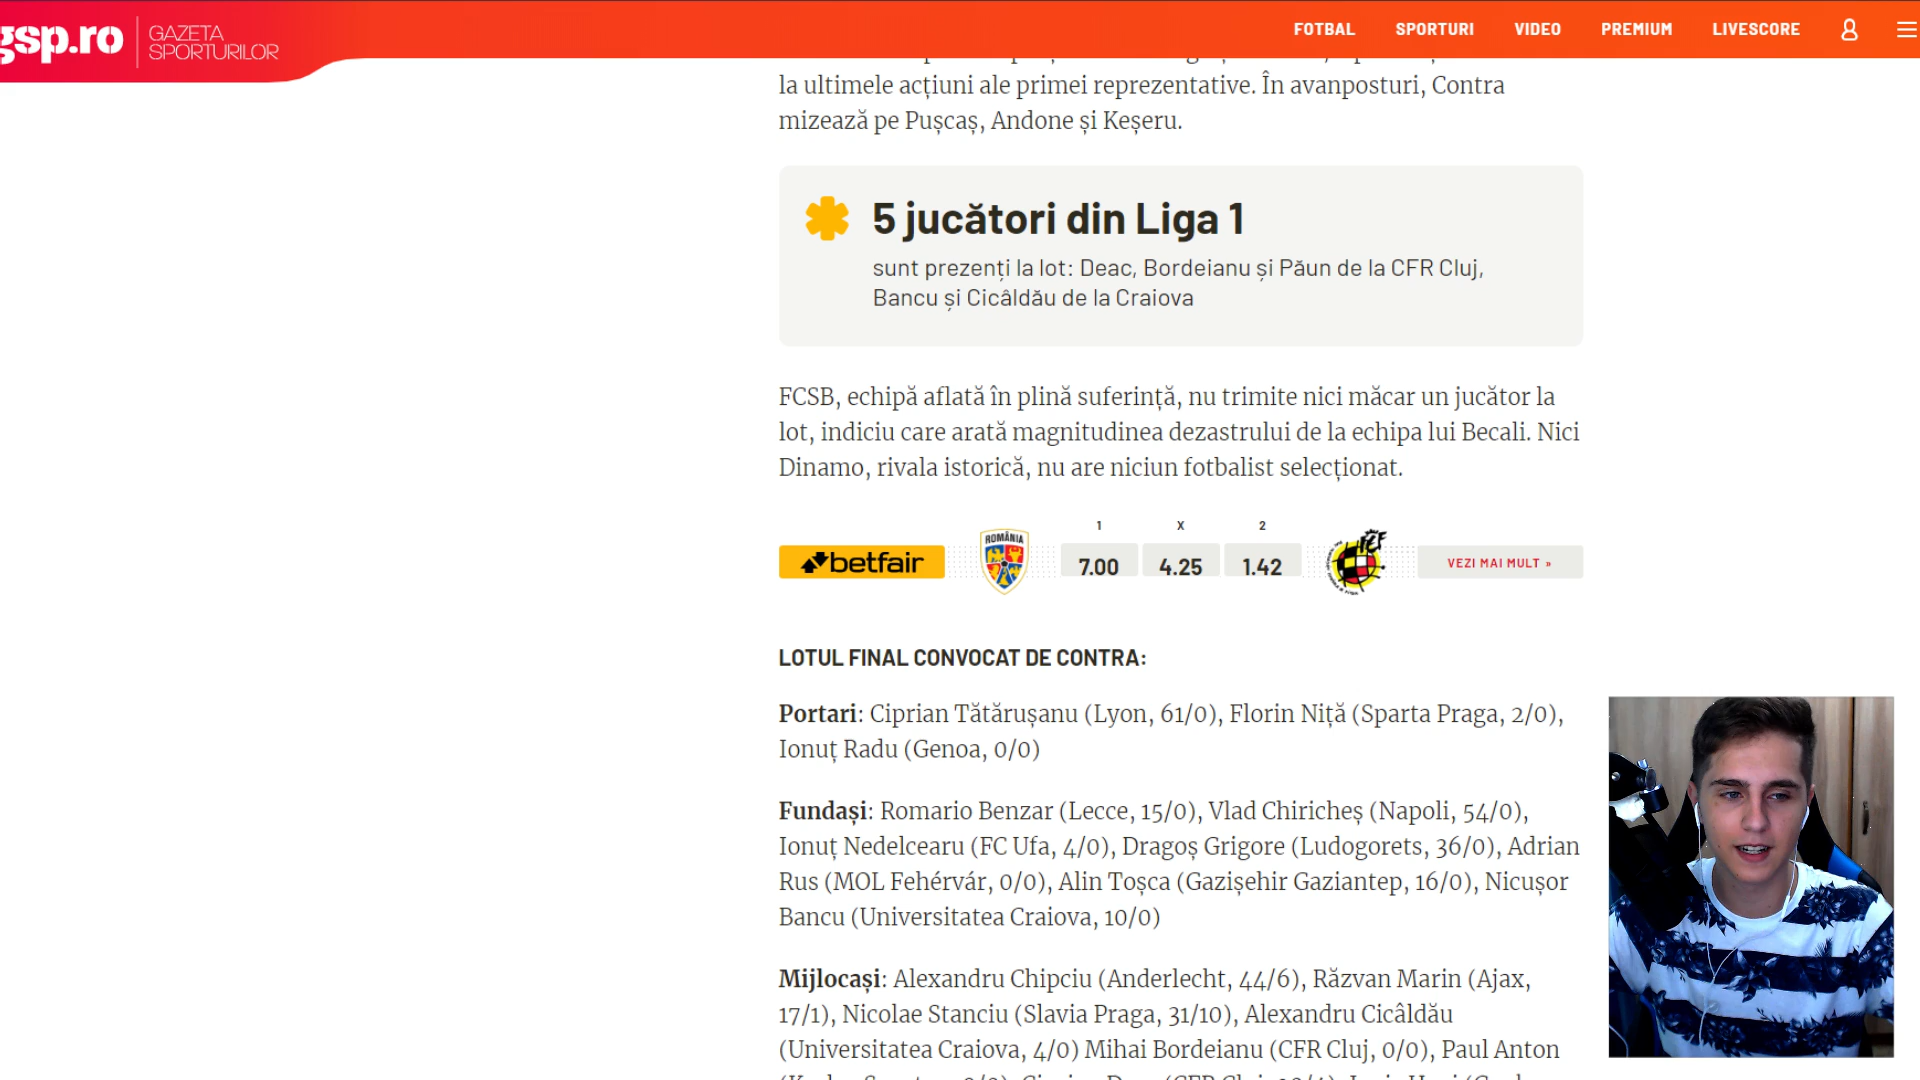 gsp.ro GAZETA SPORTURILOR FOTBAL SPORTURI VIDEO PREMIUM LIVESCORE
la ultimele acțiuni ale primei reprezentative. În avanposturi, Contra
mizează pe Pușcaș, Andone și Keșeru.
5 jucători din Liga 1
sunt prezenți la lot: Deac, Bordeianu și Păun de la CFR Cluj,
Bancu și Cicâldău de la Craiova
FCSB, echipă aflată în plină suferință, nu trimite nici măcar un jucător la
lot, indiciu care arată magnitudinea dezastrului de la echipa lui Becali. Nici
Dinamo, rivala istorică, nu are niciun fotbalist selecționat.
1 X 2
betfair ROMÂNIA 7.00 4.25 1.42 VEZI MAI MULT »
LOTUL FINAL CONVOCAT DE CONTRA:
Portari: Ciprian Tătărușanu (Lyon, 61/0), Florin Niță (Sparta Praga, 2/0),
Ionuț Radu (Genoa, 0/0)
Fundași: Romario Benzar (Lecce, 15/0), Vlad Chiricheș (Napoli, 54/0),
Ionuț Nedelcearu (FC Ufa, 4/0), Dragoș Grigore (Ludogorets, 36/0), Adrian
Rus (MOL Fehérvár, 0/0), Alin Toșca (Gazişehir Gaziantep, 16/0), Nicușor
Bancu (Universitatea Craiova, 10/0)
Mijlocași: Alexandru Chipciu (Anderlecht, 44/6), Răzvan Marin (Ajax,
17/1), Nicolae Stanciu (Slavia Praga, 31/10), Alexandru Cicâldău
(Universitatea Craiova, 4/0) Mihai Bordeianu (CFR Cluj, 0/0), Paul Anton